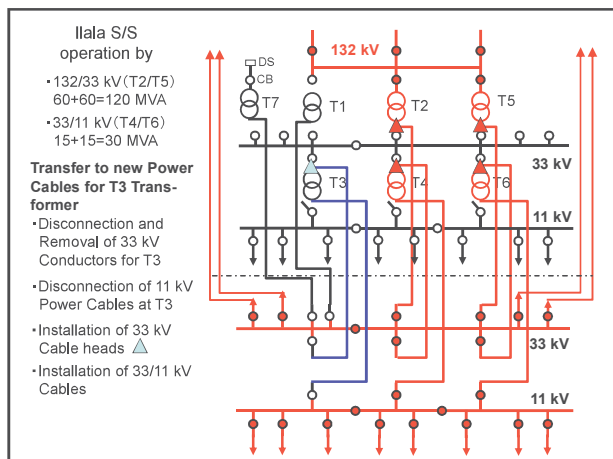 Ilala S/S
operation by
・132/33 kV(T2/T5)
60+60=120 MVA
・33/11 kV(T4/T6)
15+15=30 MVA
Transfer to new Power
Cables for T3 Trans-
former
・Disconnection and
Removal of 33 kV
Conductors for T3
・Disconnection of 11 kV
Power Cables at T3
・Installation of 33 kV
Cable heads
・Installation of 33/11 kV
Cables
132 kV
DS
CB
T7
T1
T2
T5
33 kV
T3
T4
T6
11 kV
33 kV
11 kV